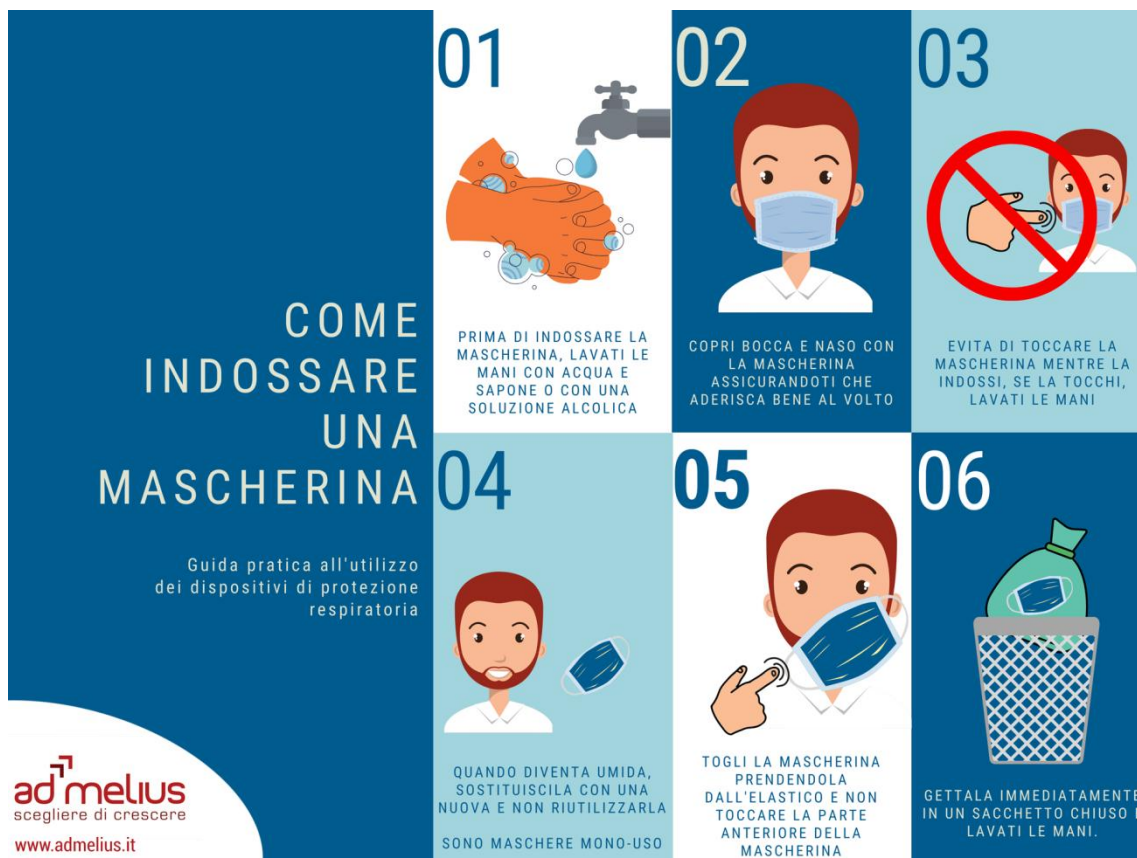 COME
INDOSSARE
UNA
MASCHERINA
Guida pratica all'utilizzo
dei dispositivi di protezione
respiratoria
ad melius
scegliere di crescere
www.admelius.it
01
PRIMA DI INDOSSARE LA
MASCHERINA, LAVATI LE
MANI CON ACQUA E
SAPONE O CON UNA
SOLUZIONE ALCOLICA
02
COPRI BOCCA E NASO CON
LA MASCHERINA
ASSICURANDOTI CHE
ADERISCA BENE AL VOLTO
03
EVITA DI TOCCARE LA
MASCHERINA MENTRE LA
INDOSSI, SE LA TOCCHI,
LAVATI LE MANI
04
QUANDO DIVENTA UMIDA,
SOSTITUISCILA CON UNA
NUOVA E NON RIUTILIZZARLA
SONO MASCHERE MONO-USO
05
TOGLI LA MASCHERINA
PRENDENDOLA
DALL'ELASTICO E NON
TOCCARE LA PARTE
ANTERIORE DELLA
MASCHERINA
06
GETTALA IMMEDIATAMENTE
IN UN SACCHETTO CHIUSO
LAVATI LE MANI.